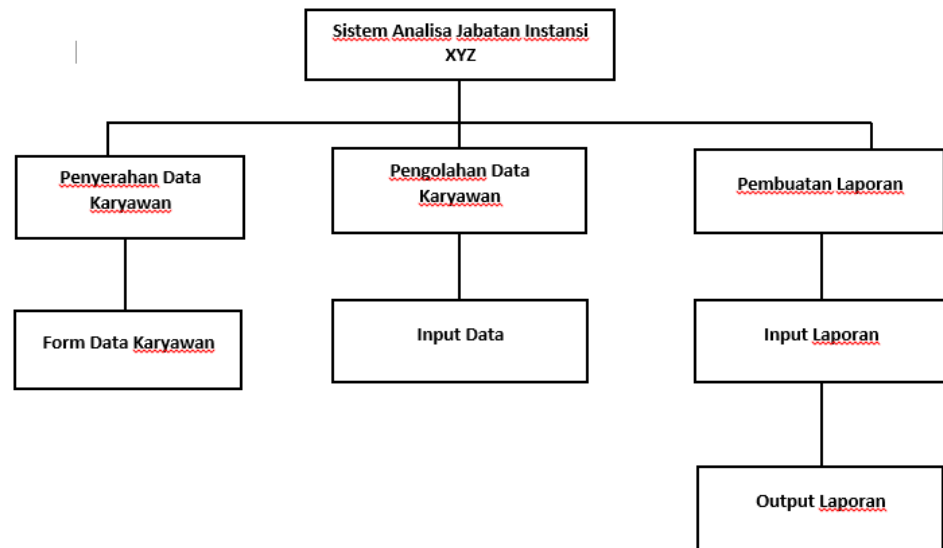 Sistem Analisa Jabatan Instansi
XYZ
Penyerahan Data
Karyawan
Pengolahan Data
Karyawan
Pembuatan Laporan
Form Data Karyawan
Input Data
Input Laporan
Output Laporan